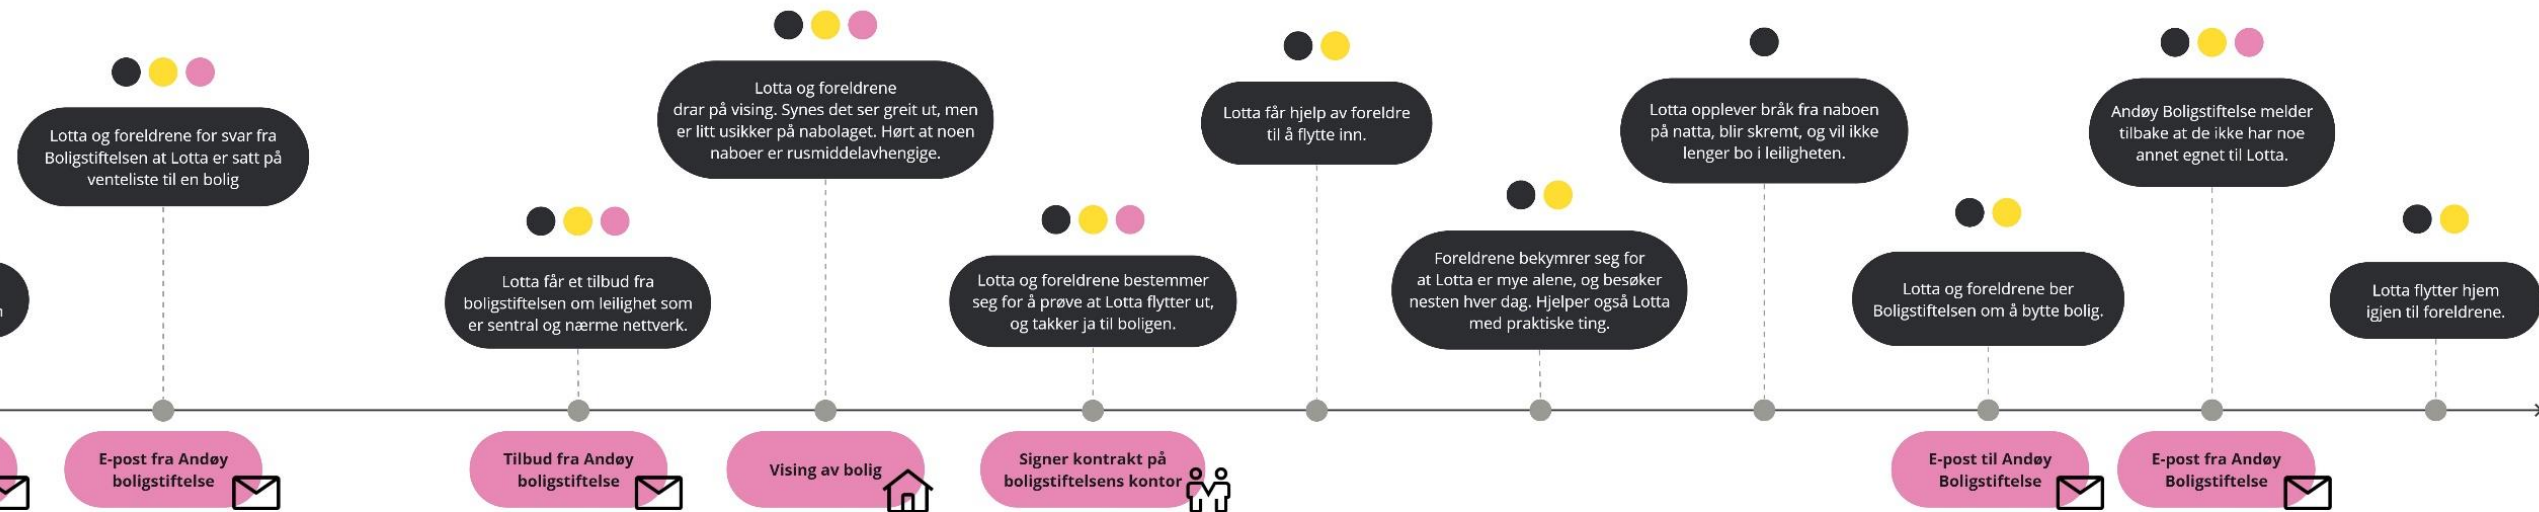 Lotta og foreldrene for svar fra
Boligstiftelsen at Lotta er satt på
venteliste til en bolig
Lotta får et tilbud fra
boligstiftelsen om leilighet som
er sentral og nærme nettverk.
Lotta og foreldrene
drar på vising. Synes det ser greit ut, men
er litt usikker på nabolaget. Hørt at noen
naboer er rusmiddelavhengige.
Lotta og foreldrene bestemmer
seg for å prøve at Lotta flytter ut,
og takker ja til boligen.
Lotta får hjelp av foreldre
til å flytte inn.
Foreldrene bekymrer seg for
at Lotta er mye alene, og besøker
nesten hver dag. Hjelper også Lotta
med praktiske ting.
Lotta opplever bråk fra naboen
på natta, blir skremt, og vil ikke
lenger bo i leiligheten.
Lotta og foreldrene ber
Boligstiftelsen om å bytte bolig.
Andøy Boligstiftelse melder
tilbake at de ikke har noe
annet egnet til Lotta.
Lotta flytter hjem
igjen til foreldrene.
E-post fra Andøy
boligstiftelse
Tilbud fra Andøy
boligstiftelse
Vising av bolig
Signer kontrakt på
boligstiftelsens kontor
E-post til Andøy
Boligstiftelse
E-post fra Andøy
Boligstiftelse